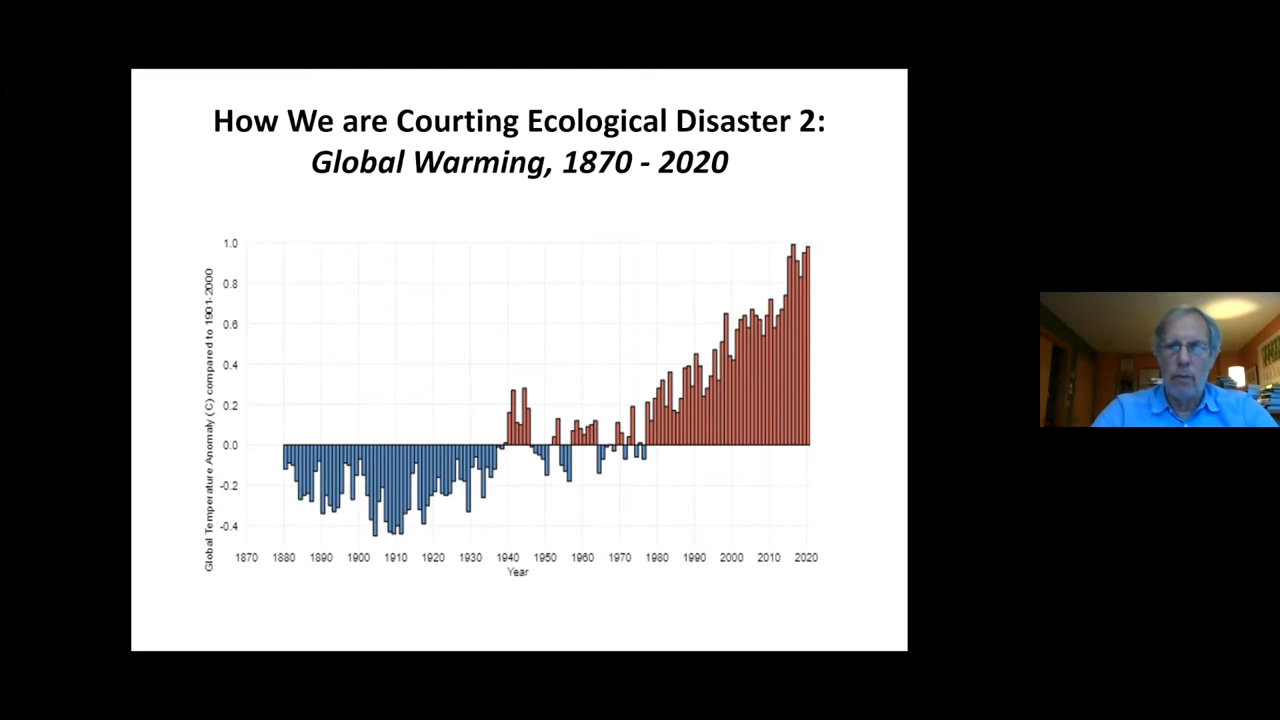 How We are Courting Ecological Disaster 2:
Global Warming, 1870 - 2020
Global Temperature Anomaly (C) compared to 1901-2000
1.0
0.8
0.6
0.4
0.2
0.0
-0.2
-0.4
1870 1880 1890 1900 1910 1920 1930 1940 1950 1960 1970 1980 1990 2000 2010 2020
Year